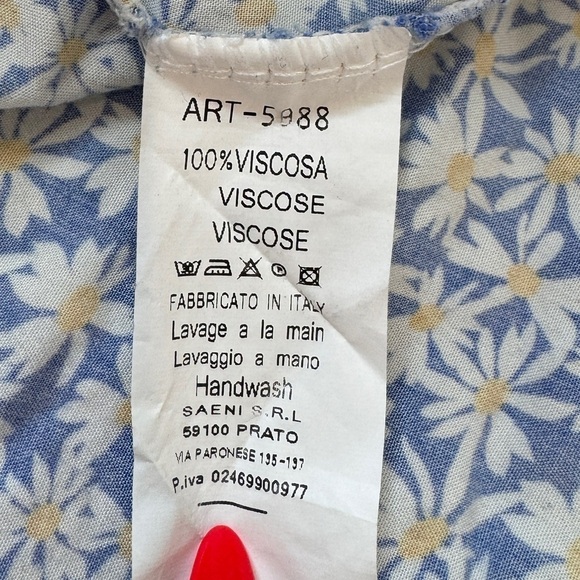 ART-5088
100%VISCOSA
VISCOSE
VISCOSE
FABBRICATO IN ITALY
Lavage a la main
Lavaggio a mano
Handwash
SAENI S.R.L
59100 PRATO
VIA PARONESE 195-197
P.iva 02469900977